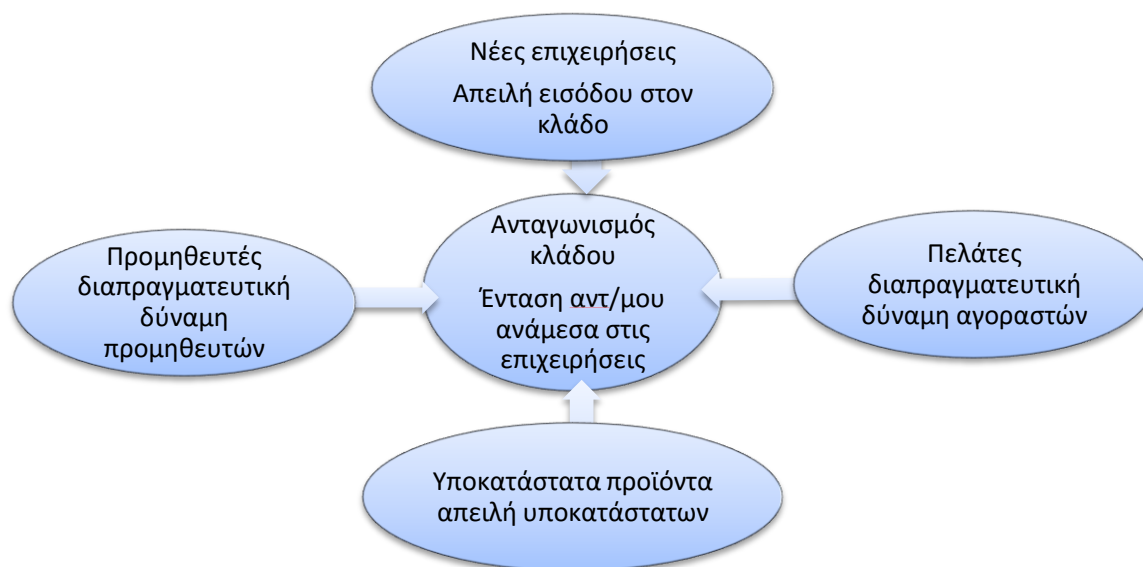 Νέες επιχειρήσεις
Απειλή εισόδου στον
κλάδο
Ανταγωνισμός
κλάδου
Ένταση αντ/μου
ανάμεσα στις
επιχειρήσεις
Προμηθευτές
διαπραγματευτική
δύναμη
προμηθευτών
Πελάτες
διαπραγματευτική
δύναμη αγοραστών
Υποκατάστατα προϊόντα
απειλή υποκατάστατων